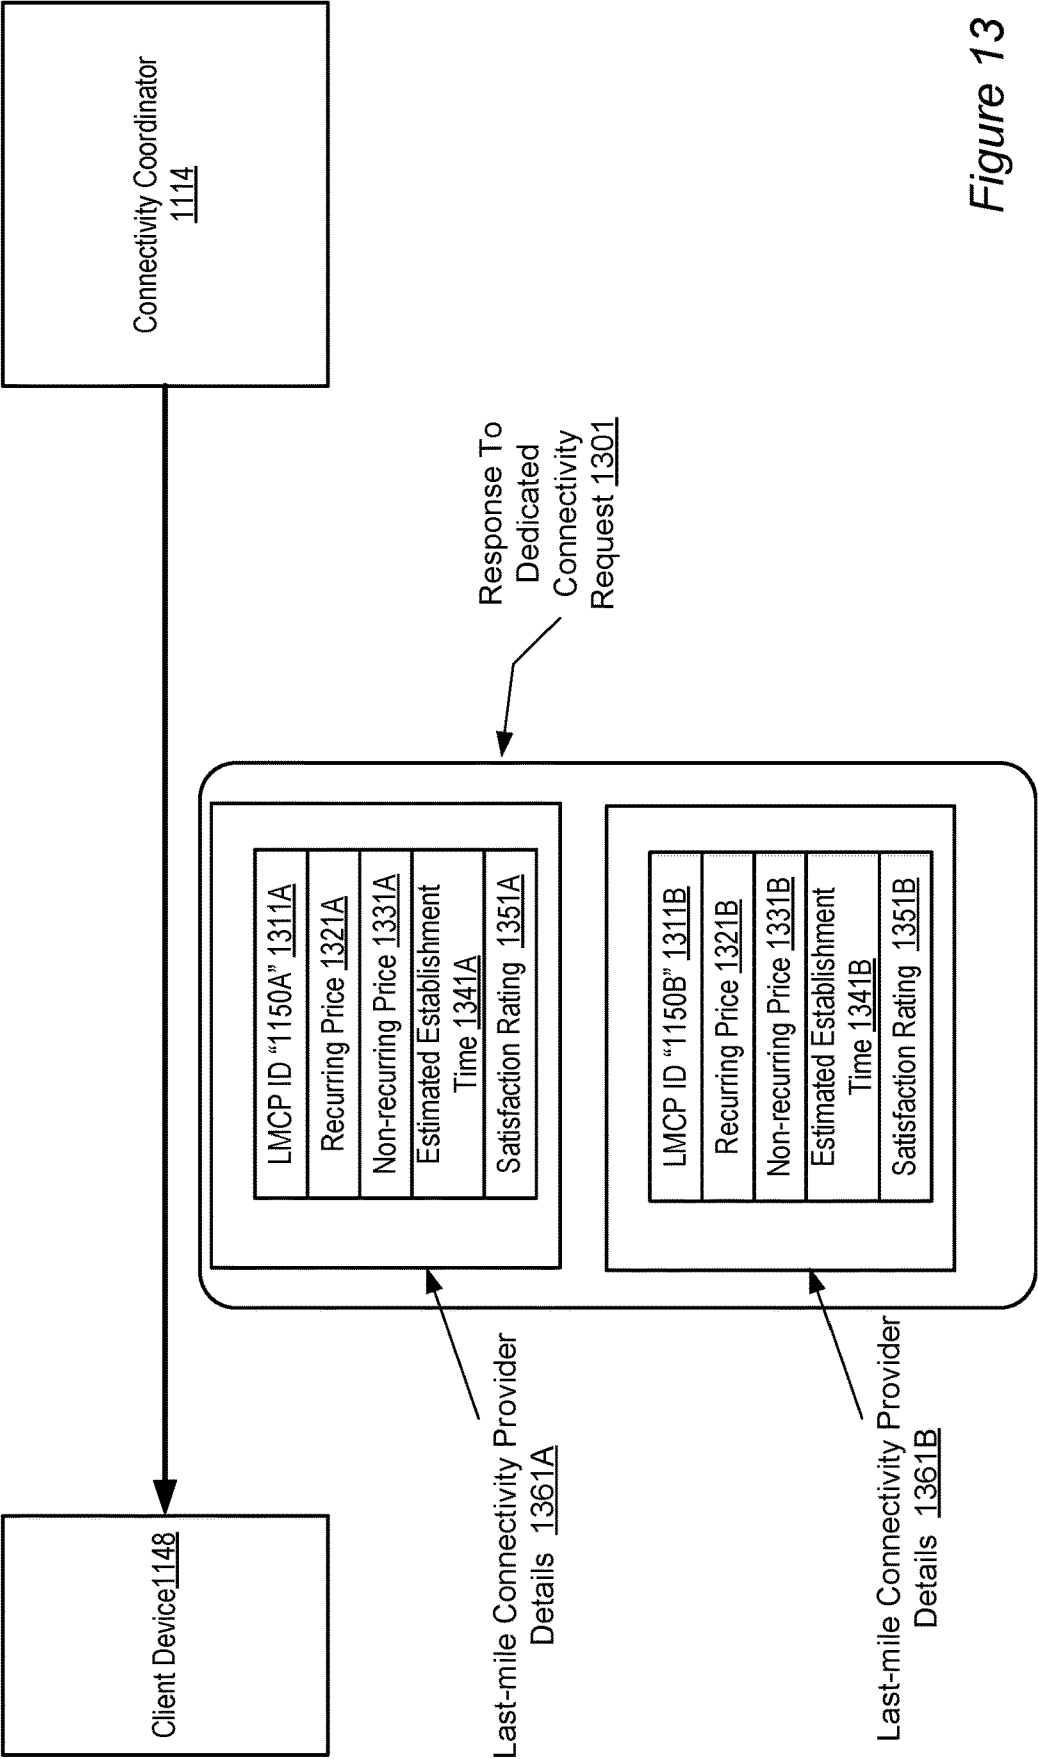 Client Device1148
Connectivity Coordinator
1114
Response To
Dedicated
Connectivity
Request 1301
LMCP ID “1150A” 1311A
Recurring Price 1321A
Non-recurring Price 1331A
Estimated Establishment
Time 1341A
Satisfaction Rating 1351A
Last-mile Connectivity Provider
Details 1361A
LMCP ID “1150B” 1311B
Recurring Price 1321B
Non-recurring Price 1331B
Estimated Establishment
Time 1341B
Satisfaction Rating 1351B
Last-mile Connectivity Provider
Details 1361B
Figure 13